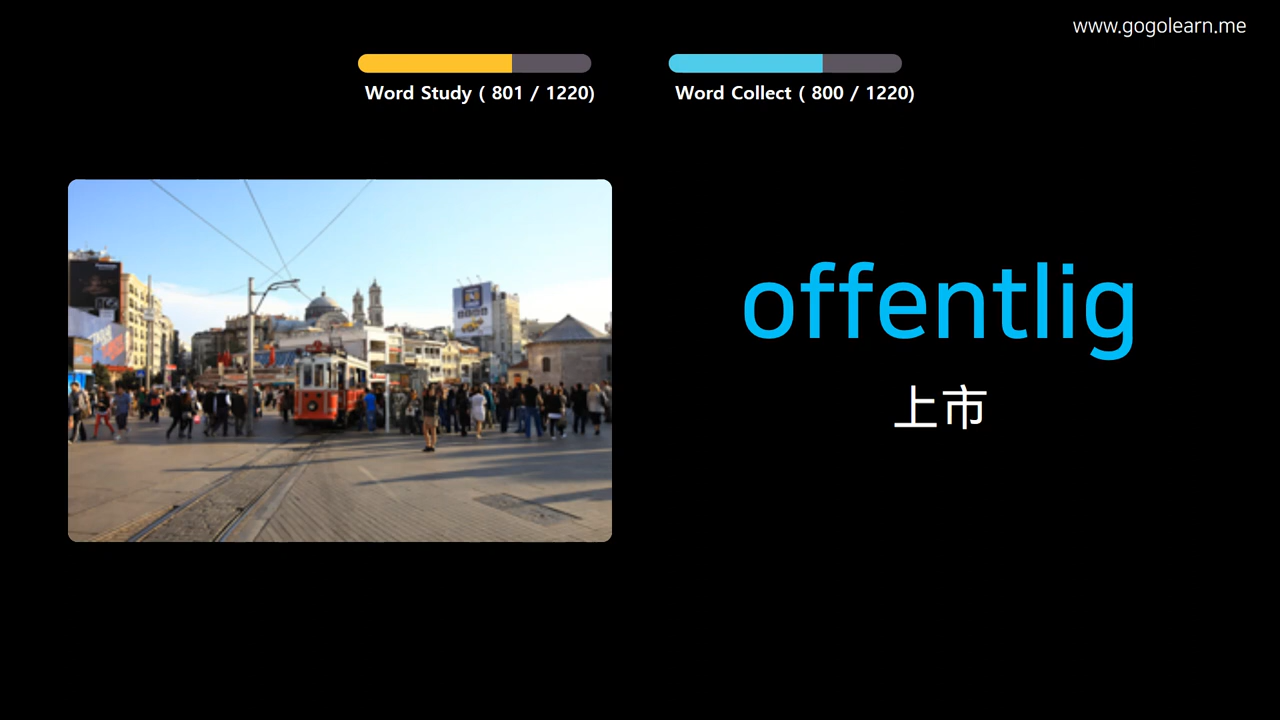 www.gogolearn.me
Word Study ( 801 / 1220)
Word Collect ( 800 / 1220)
offentlig
上市